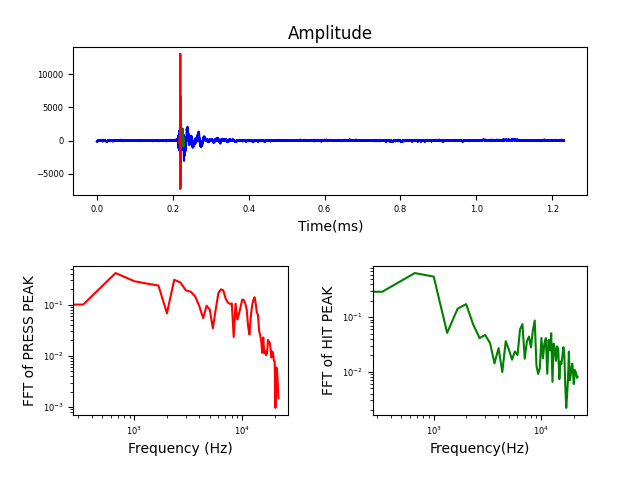 Amplitude
10000
5000
0
−5000
0.0 0.2 0.4 0.6 0.8 1.0 1.2
Time(ms)
FFT of PRESS PEAK
10⁻¹
10⁻²
10⁻³
10³ 10⁴
Frequency (Hz)
FFT of HIT PEAK
10⁻¹
10⁻²
10³ 10⁴
Frequency(Hz)